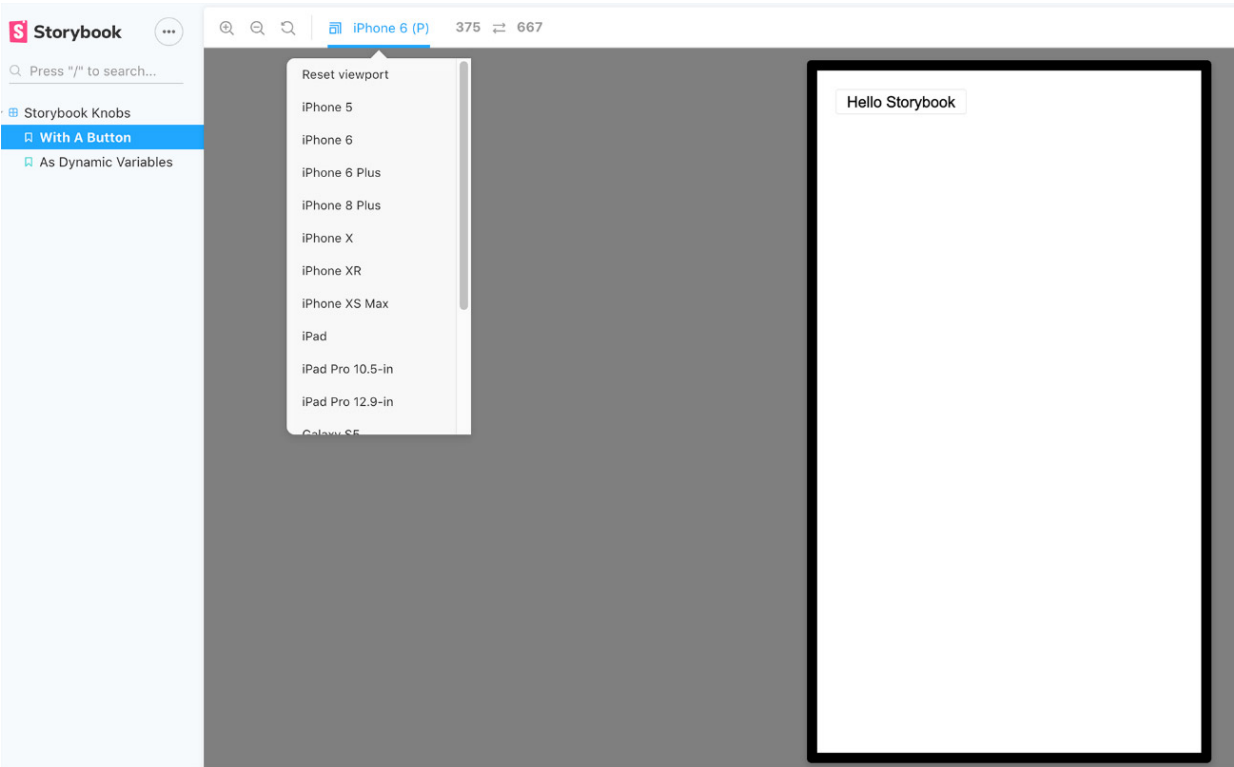 Storybook
Press "/" to search...
Storybook Knobs
With A Button
As Dynamic Variables
iPhone 6 (P) 375 667
Reset viewport
iPhone 5
iPhone 6
iPhone 6 Plus
iPhone 8 Plus
iPhone X
iPhone XR
iPhone XS Max
iPad
iPad Pro 10.5-in
iPad Pro 12.9-in
Galaxy S5
Hello Storybook